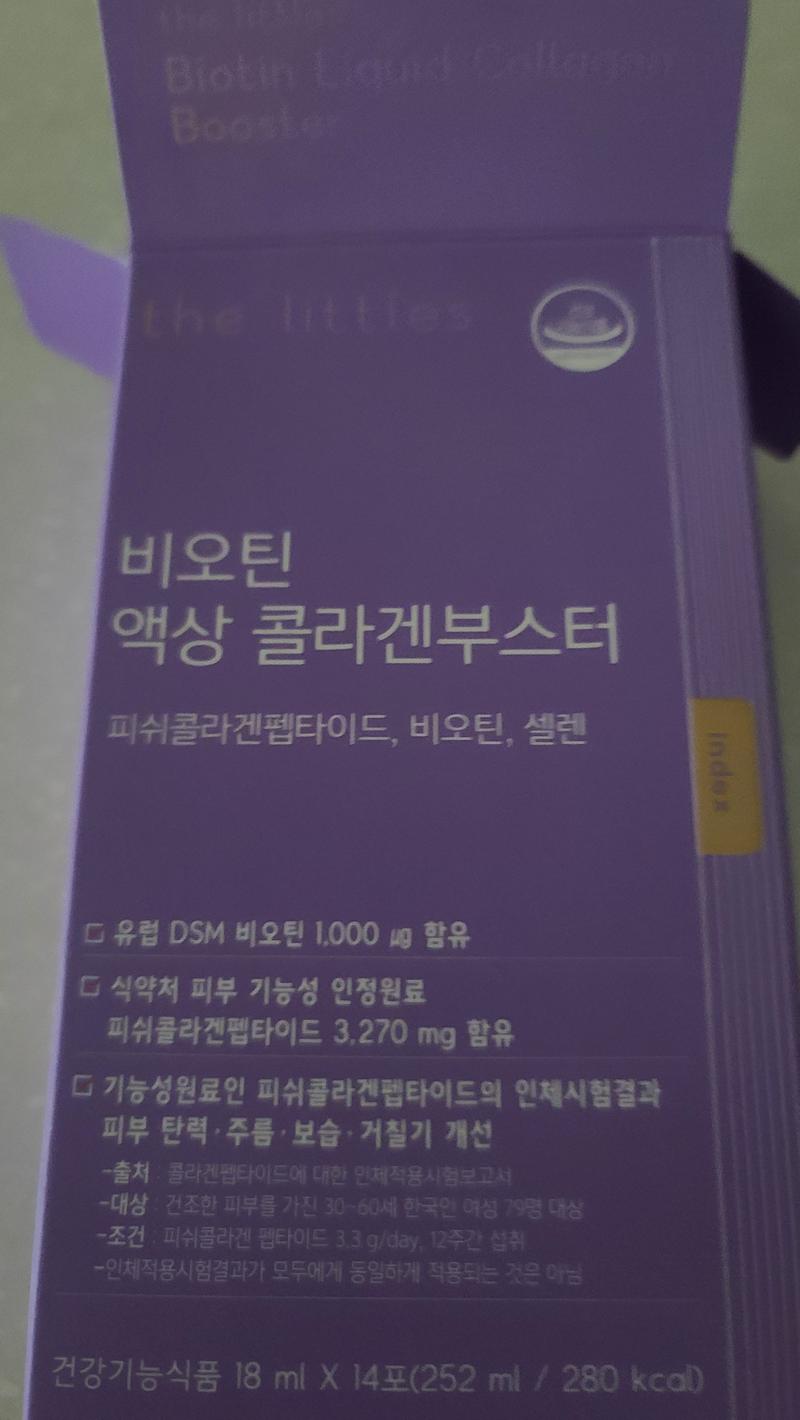 the littles
Biotin Liquid Collagen
Booster
the littles
비오틴
액상 콜라겐부스터
피쉬콜라겐펩타이드, 비오틴, 셀렌
Index
유럽 DSM 비오틴 1,000 µg 함유
식약처 피부 기능성 인정원료
피쉬콜라겐펩타이드 3,270 mg 함유
기능성원료인 피쉬콜라겐펩타이드의 인체시험결과
피부 탄력·주름·보습·거칠기 개선
-출처 : 콜라겐펩타이드에 대한 인체적용시험보고서
-대상 : 건조한 피부를 가진 30~60세 한국인 여성 79명 대상
-조건 : 피쉬콜라겐 펩타이드 3.3 g/day, 12주간 섭취
-인체적용시험결과가 모두에게 동일하게 적용되는 것은 아님
건강기능식품 18 ml X 14포(252 ml / 280 kcal)